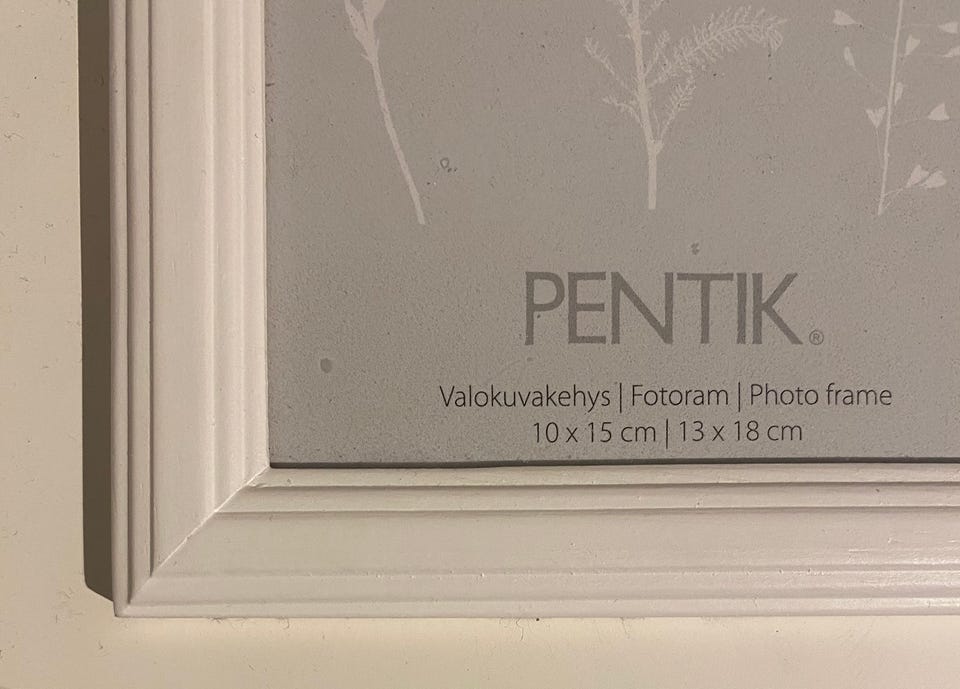 PENTIK®
Valokuvakehys | Fotoram | Photo frame
10 x 15 cm | 13 x 18 cm